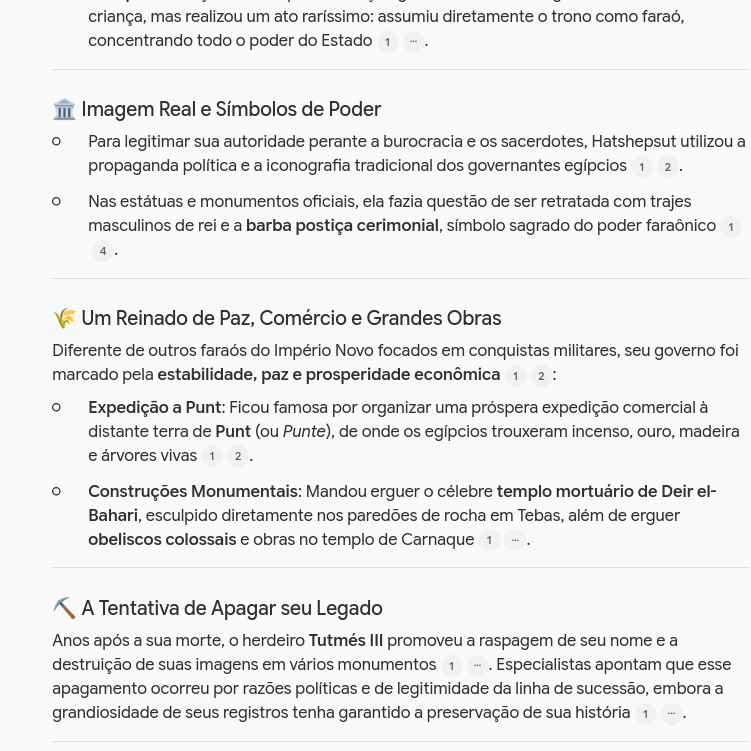 criança, mas realizou um ato raríssimo: assumiu diretamente o trono como faraó,
concentrando todo o poder do Estado 1 ··· .
🏛️ Imagem Real e Símbolos de Poder
Para legitimar sua autoridade perante a burocracia e os sacerdotes, Hatshepsut utilizou a
propaganda política e a iconografia tradicional dos governantes egípcios 1 2 .
Nas estátuas e monumentos oficiais, ela fazia questão de ser retratada com trajes
masculinos de rei e a barba postiça cerimonial, símbolo sagrado do poder faraônico 1
4 .
🌾 Um Reinado de Paz, Comércio e Grandes Obras
Diferente de outros faraós do Império Novo focados em conquistas militares, seu governo foi
marcado pela estabilidade, paz e prosperidade econômica 1 2 :
Expedição a Punt: Ficou famosa por organizar uma próspera expedição comercial à
distante terra de Punt (ou Punte), de onde os egípcios trouxeram incenso, ouro, madeira
e árvores vivas 1 2 .
Construções Monumentais: Mandou erguer o célebre templo mortuário de Deir el-
Bahari, esculpido diretamente nos paredões de rocha em Tebas, além de erguer
obeliscos colossais e obras no templo de Carnaque 1 ··· .
⛏️ A Tentativa de Apagar seu Legado
Anos após a sua morte, o herdeiro Tutmés III promoveu a raspagem de seu nome e a
destruição de suas imagens em vários monumentos 1 ··· . Especialistas apontam que esse
apagamento ocorreu por razões políticas e de legitimidade da linha de sucessão, embora a
grandiosidade de seus registros tenha garantido a preservação de sua história 1 ··· .